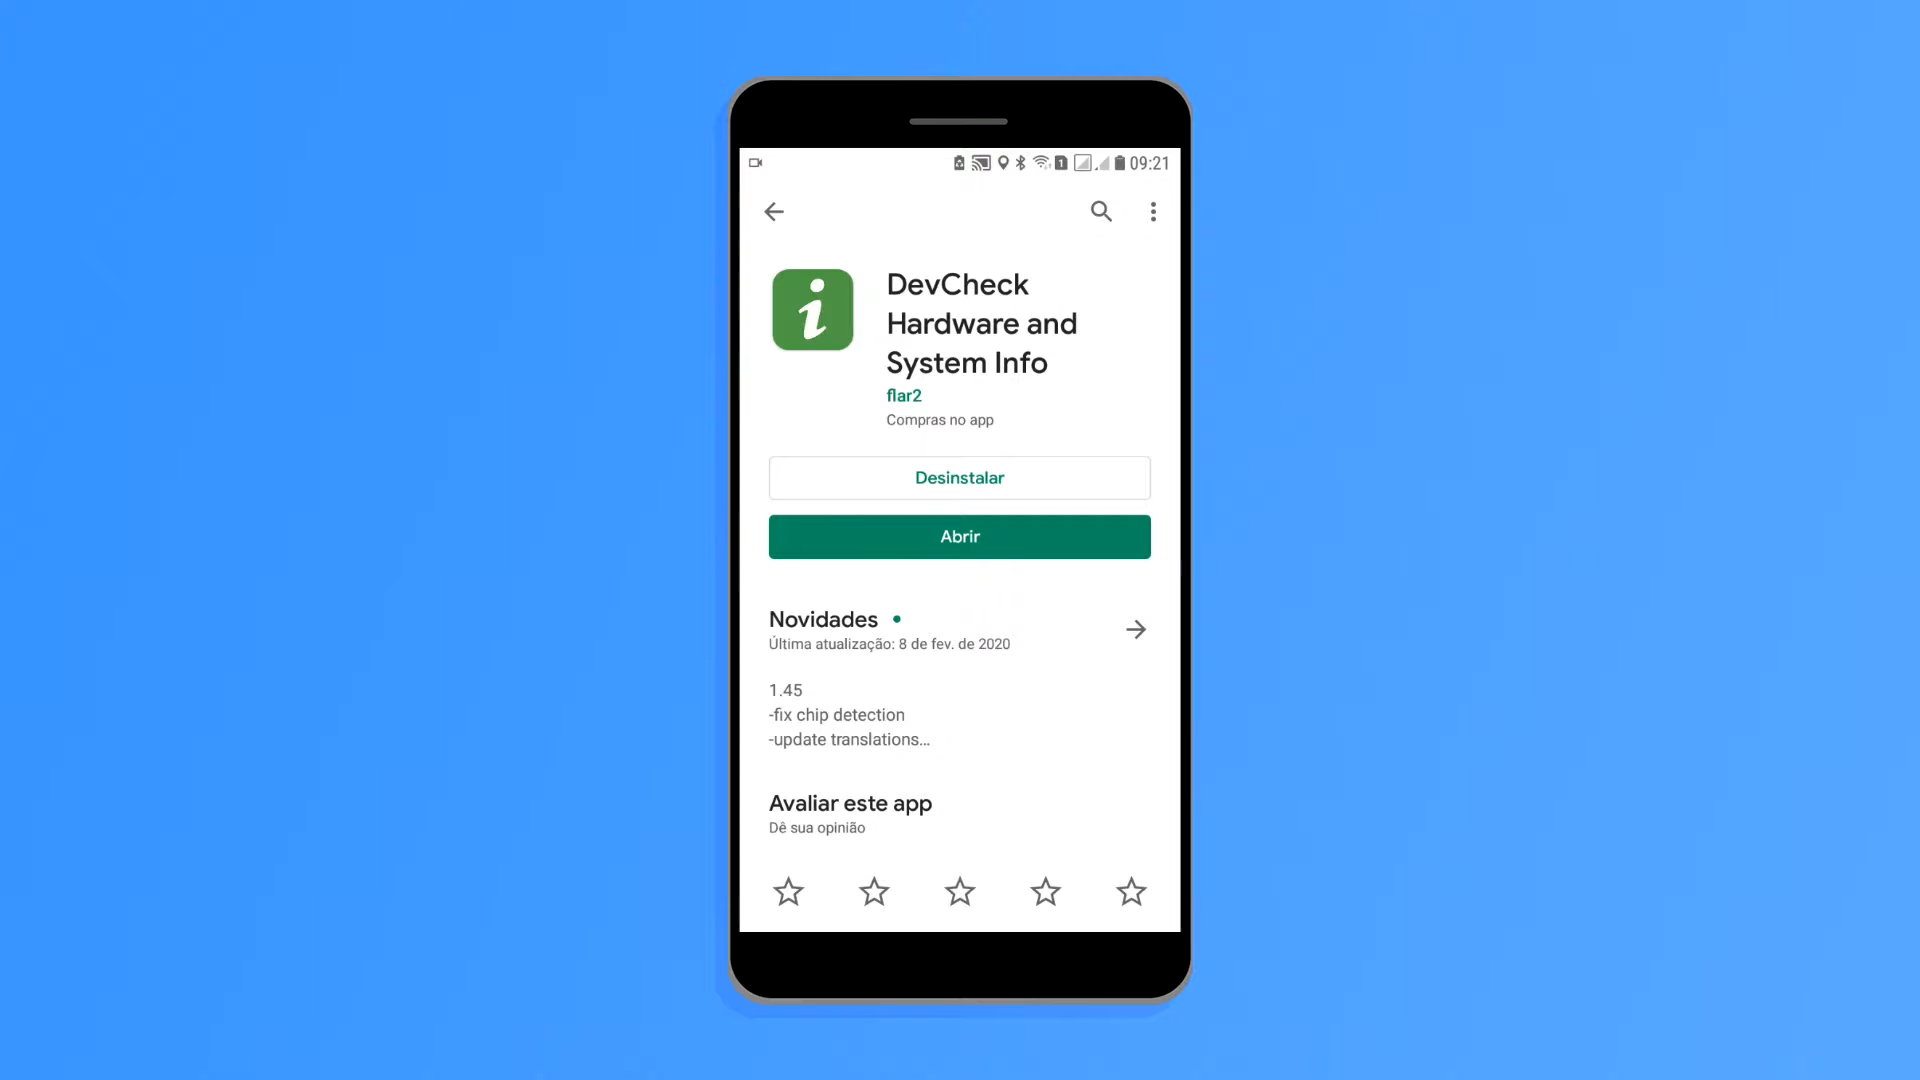 09:21
DevCheck
Hardware and
System Info
flar2
Compras no app
Desinstalar
Abrir
Novidades
Última atualização: 8 de fev. de 2020
1.45
-fix chip detection
-update translations...
Avaliar este app
Dê sua opinião